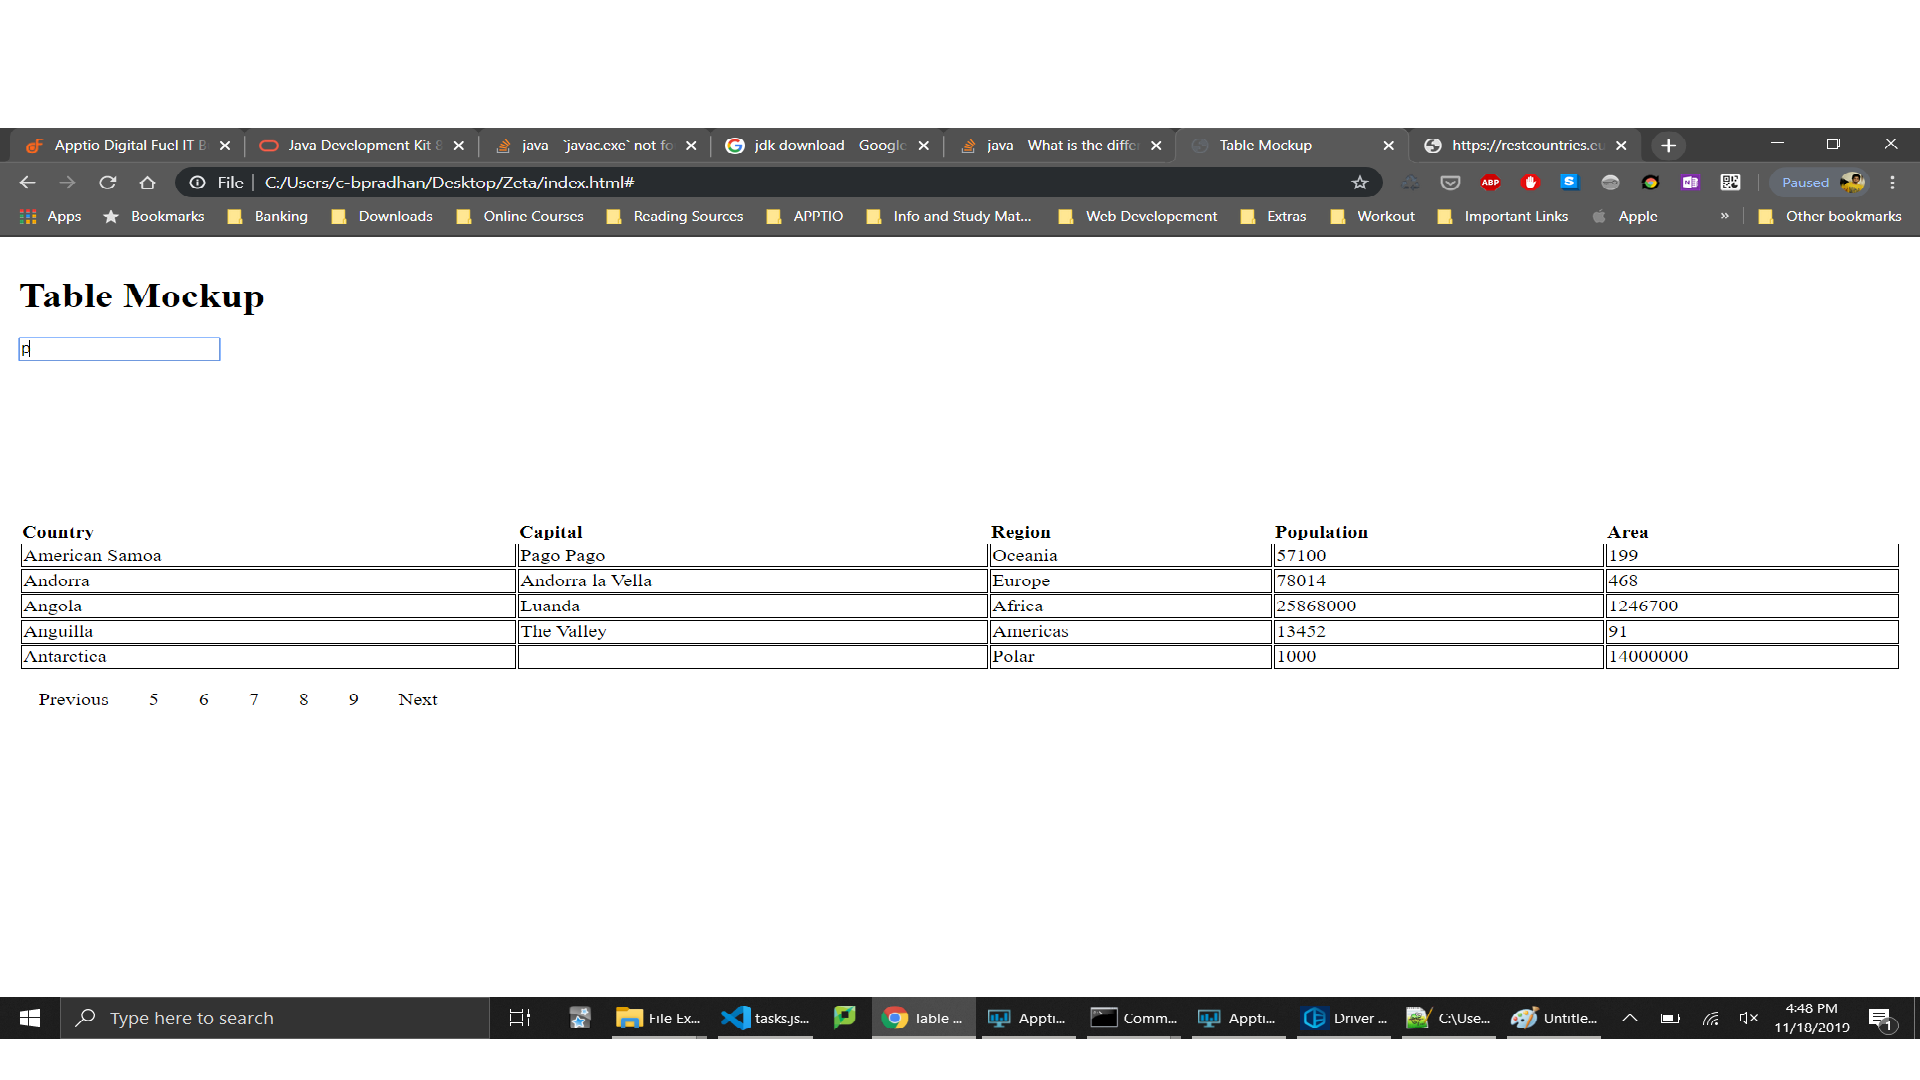 Apptio Digital Fuel IT B
Java Development Kit 8
java `javac.exe` not fo
jdk download Google
java What is the differ
Table Mockup
https://restcountries.eu
File C:/Users/c-bpradhan/Desktop/Zeta/index.html#
ABP
S
N
Paused
Apps Bookmarks Banking Downloads Online Courses Reading Sources APPTIO Info and Study Mat... Web Developement Extras Workout Important Links Apple » Other bookmarks
Table Mockup
p
Country Capital Region Population Area
American Samoa Pago Pago Oceania 57100 199
Andorra Andorra la Vella Europe 78014 468
Angola Luanda Africa 25868000 1246700
Anguilla The Valley Americas 13452 91
Antarctica Polar 1000 14000000
Previous 5 6 7 8 9 Next
Type here to search
File Ex...
tasks.js...
Table ...
Appti...
Comm...
Appti...
Driver ...
C:\Use...
Untitle...
4:48 PM
11/18/2019
1